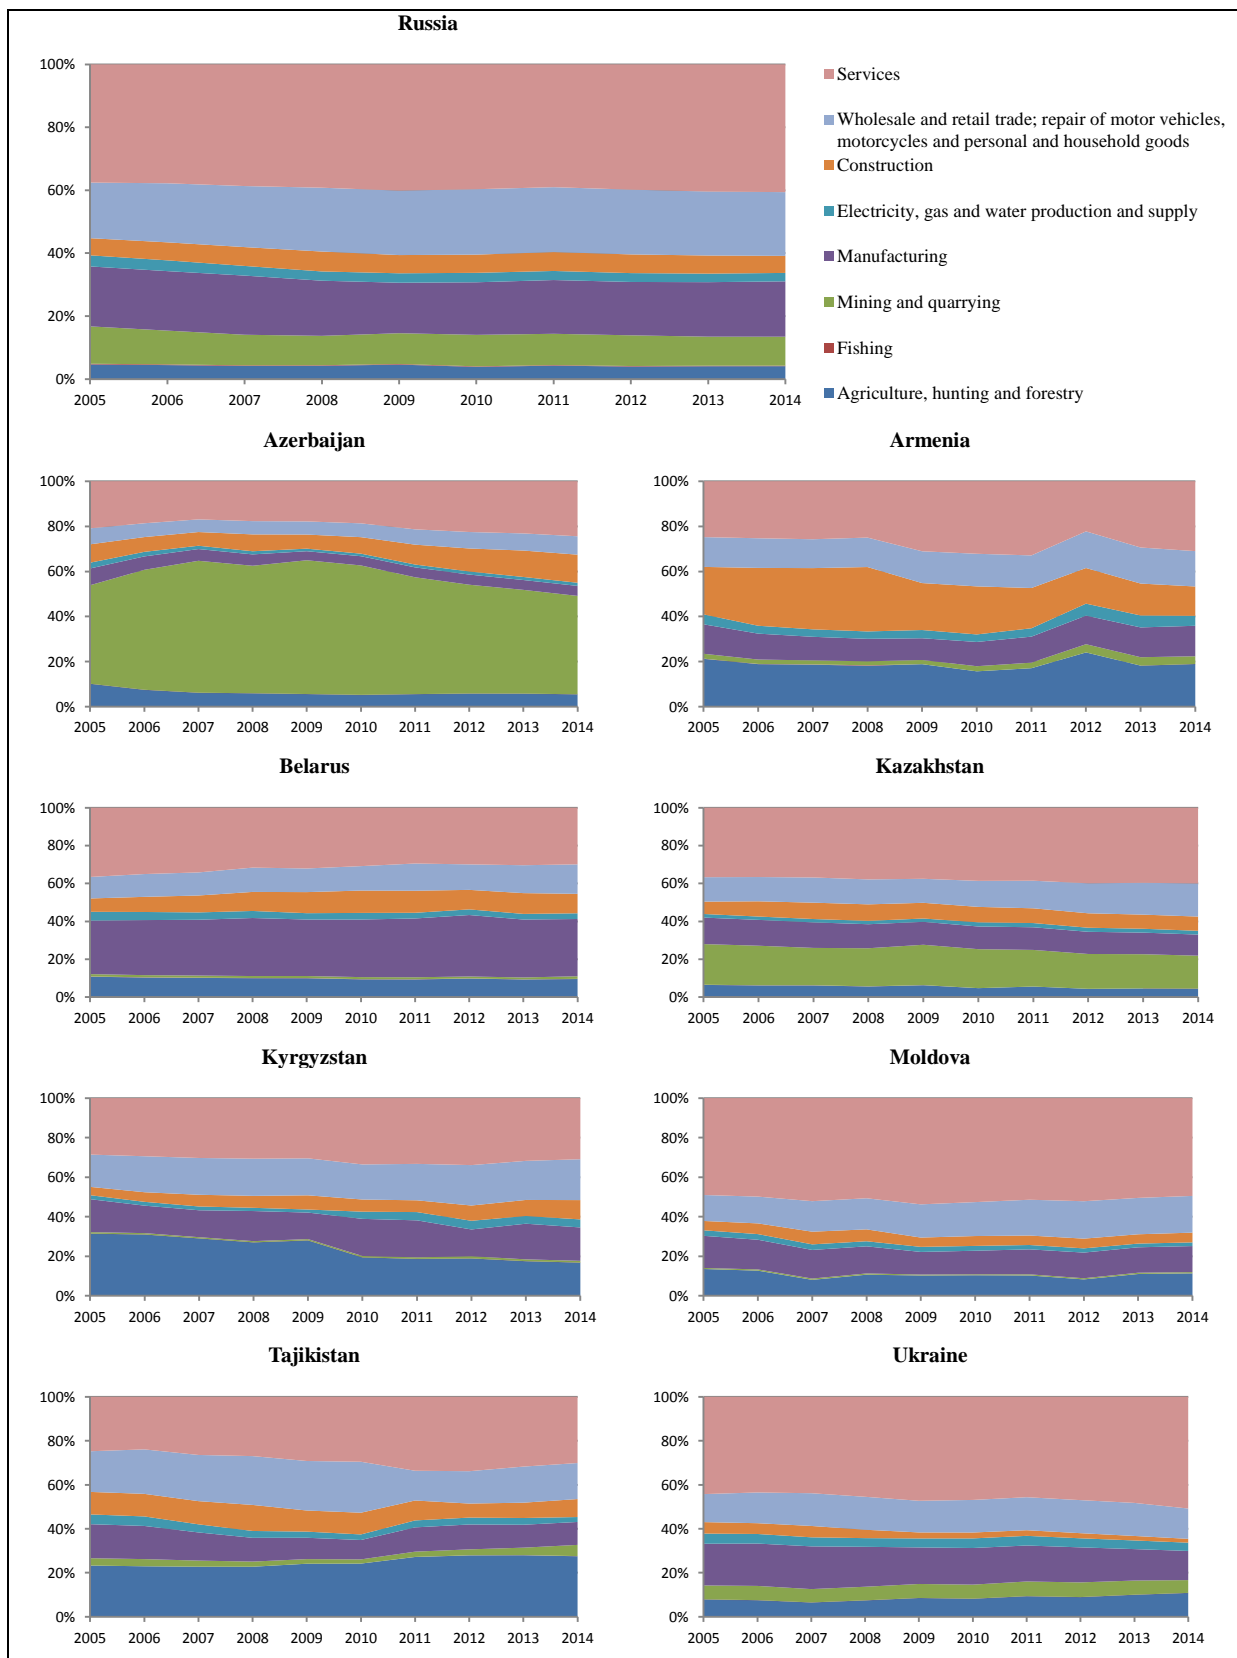 Russia
100%
80%
60%
40%
20%
0%
2005 2006 2007 2008 2009 2010 2011 2012 2013 2014
Services
Wholesale and retail trade; repair of motor vehicles,
motorcycles and personal and household goods
Construction
Electricity, gas and water production and supply
Manufacturing
Mining and quarrying
Fishing
Agriculture, hunting and forestry
Azerbaijan
100%
80%
60%
40%
20%
0%
2005 2006 2007 2008 2009 2010 2011 2012 2013 2014
Armenia
100%
80%
60%
40%
20%
0%
2005 2006 2007 2008 2009 2010 2011 2012 2013 2014
Belarus
100%
80%
60%
40%
20%
0%
2005 2006 2007 2008 2009 2010 2011 2012 2013 2014
Kazakhstan
100%
80%
60%
40%
20%
0%
2005 2006 2007 2008 2009 2010 2011 2012 2013 2014
Kyrgyzstan
100%
80%
60%
40%
20%
0%
2005 2006 2007 2008 2009 2010 2011 2012 2013 2014
Moldova
100%
80%
60%
40%
20%
0%
2005 2006 2007 2008 2009 2010 2011 2012 2013 2014
Tajikistan
100%
80%
60%
40%
20%
0%
2005 2006 2007 2008 2009 2010 2011 2012 2013 2014
Ukraine
100%
80%
60%
40%
20%
0%
2005 2006 2007 2008 2009 2010 2011 2012 2013 2014